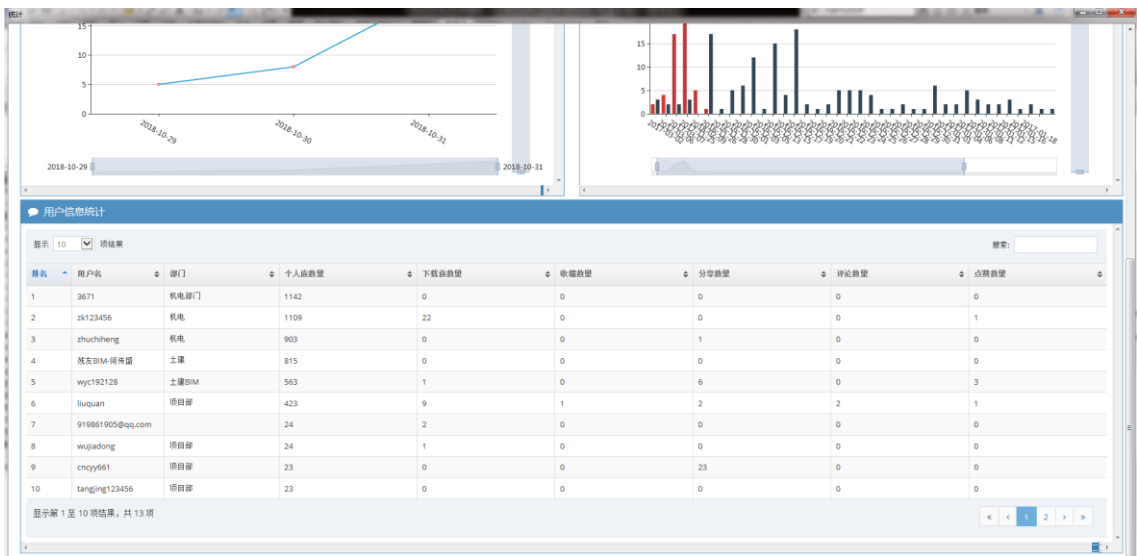 统计
15
10
5
0
2018-10-29
2018-10-30
2018-10-31
2018-10-29
2018-10-31
15
10
5
0
用户信息统计
显示 10 项结果
搜索:
排名 用户名 部门 个人族数量 下载族数量 收藏数量 分享数量 评论数量 点赞数量
1 3671 机电部门 1142 0 0 0 0 0
2 zk123456 机电 1109 22 0 0 0 1
3 zhuchiheng 机电 903 0 0 1 0 0
4 815 0 0 0 0 0 土建
5 wyc192128 土建BIM 563 1 0 6 0 3
6 liuquan 项目部 423 9 1 2 2 1
7 919861905@qq.com 24 2 0 0 0 0
8 wujiadong 项目部 24 1 0 0 0 0
9 cncyy661 项目部 23 0 0 23 0 0
10 tangjing123456 项目部 23 0 0 0 0 0
显示第 1 至 10 项结果，共 13 项
« ‹ 1 2 › »